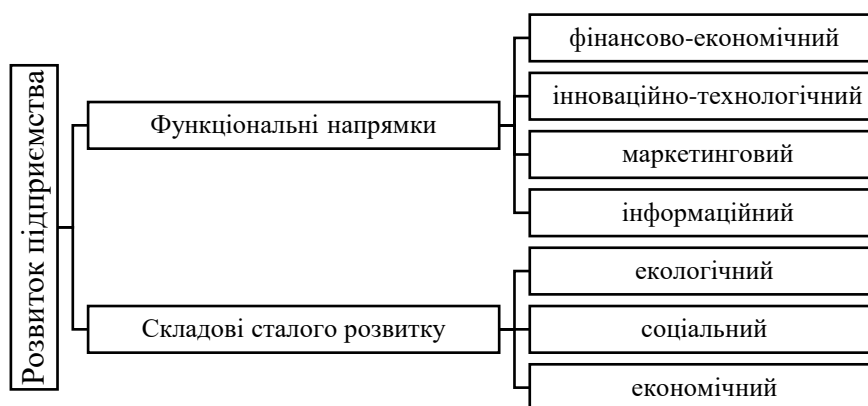 Розвиток підприємства
Функціональні напрямки
фінансово-економічний
інноваційно-технологічний
маркетинговий
інформаційний
Складові сталого розвитку
екологічний
соціальний
економічний